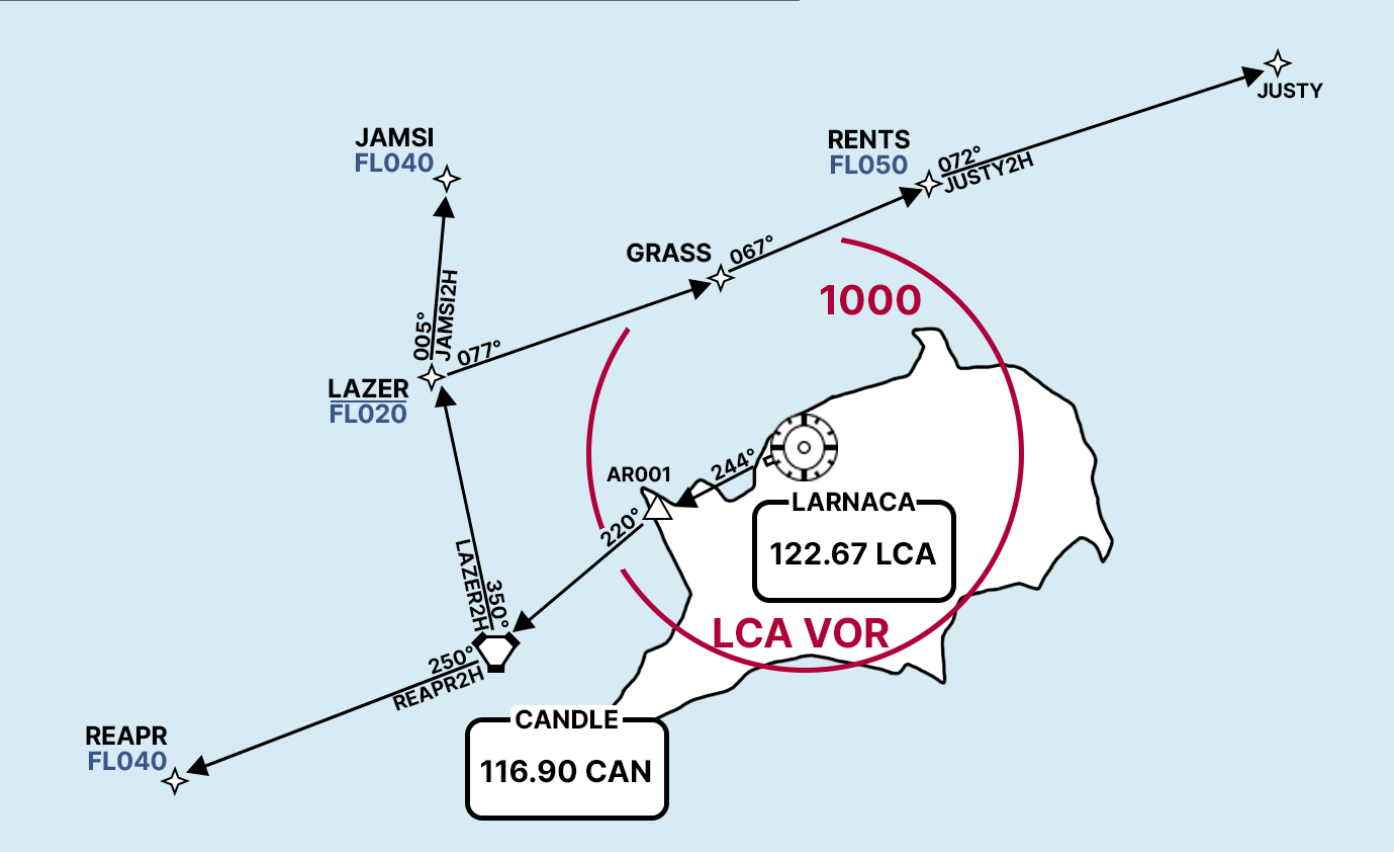 JUSTY
JAMSI
FL040
RENTS
FL050
072°
JUSTY2H
GRASS
067°
1000
005°
JAMSI2H
077°
LAZER
FL020
AR001
244°
220°
LARNACA
122.67 LCA
LAZER2H
350°
LCA VOR
250°
REAPR2H
REAPR
FL040
CANDLE
116.90 CAN